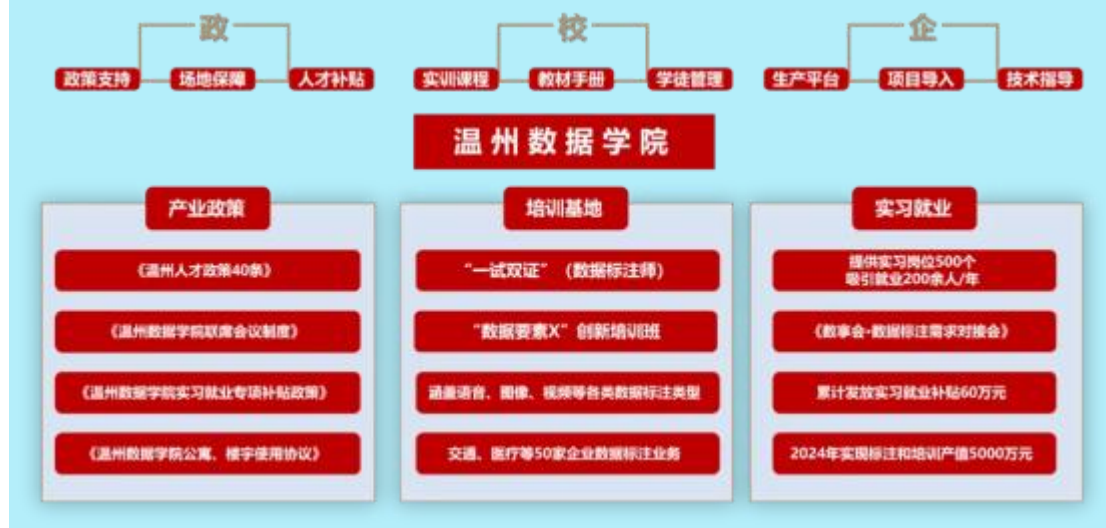 政
校
企
政策支持
场地保障
人才补贴
实训课程
教材手册
学徒管理
生产平台
项目导入
技术指导
温州数据学院
产业政策
《温州人才政策40条》
《温州数据学院联席会议制度》
《温州数据学院实习就业专项补贴政策》
《温州数据学院公寓、楼宇使用协议》
培训基地
“一试双证”（数据标注师）
“数据要素X”创新培训班
涵盖语音、图像、视频等各类数据标注类型
交通、医疗等50家企业数据标注业务
实习就业
提供实习岗位500个
吸引就业200余人/年
《数事会·数据标注需求对接会》
累计发放实习就业补贴60万元
2024年实现标注和培训产值5000万元